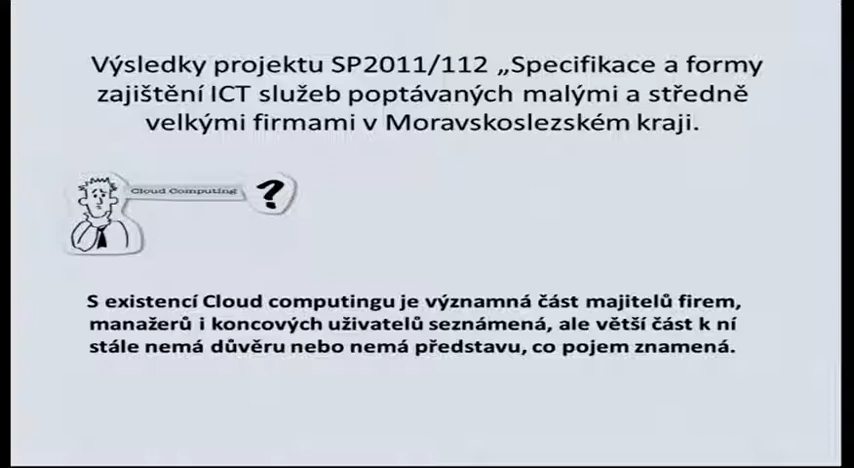 Výsledky projektu SP2011/112 „Specifikace a formy
zajištění ICT služeb poptávaných malými a středně
velkými firmami v Moravskoslezském kraji.
Cloud Computing ?
S existencí Cloud computingu je významná část majitelů firem,
manažerů i koncových uživatelů seznámená, ale větší část k ní
stále nemá důvěru nebo nemá představu, co pojem znamená.